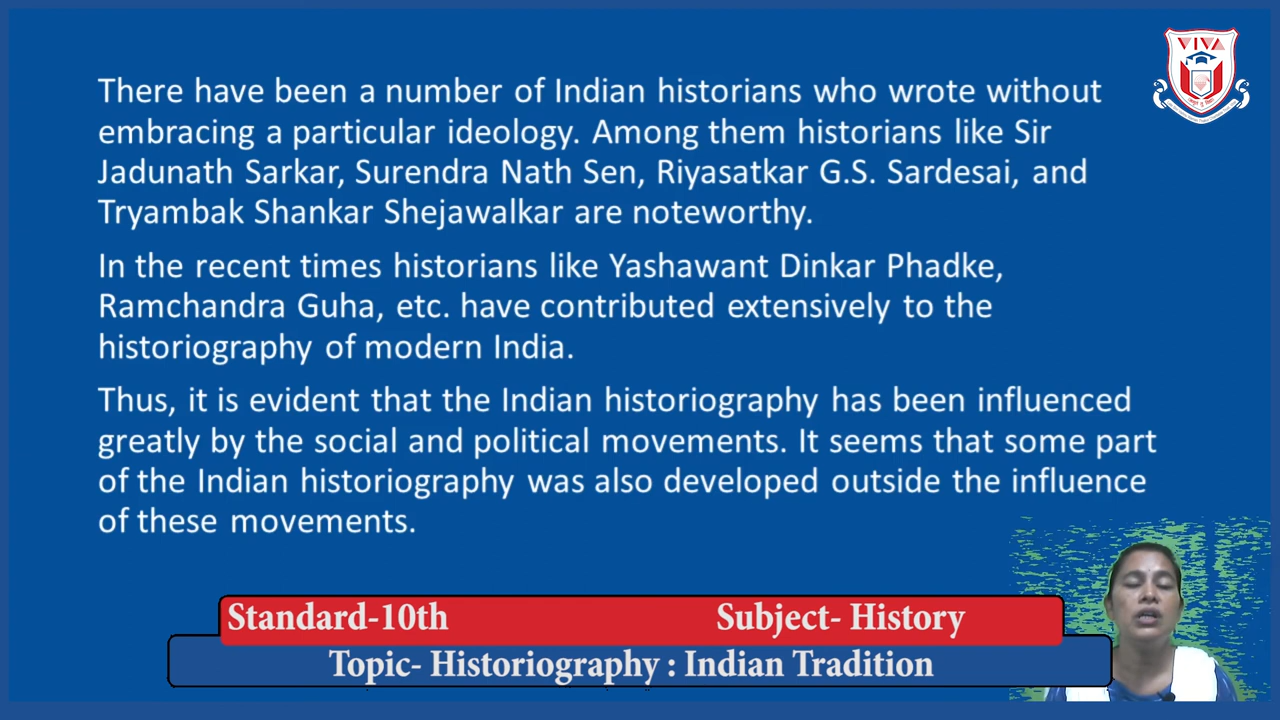 VIVA
There have been a number of Indian historians who wrote without
embracing a particular ideology. Among them historians like Sir
Jadunath Sarkar, Surendra Nath Sen, Riyasatkar G.S. Sardesai, and
Tryambak Shankar Shejawalkar are noteworthy.
In the recent times historians like Yashawant Dinkar Phadke,
Ramchandra Guha, etc. have contributed extensively to the
historiography of modern India.
Thus, it is evident that the Indian historiography has been influenced
greatly by the social and political movements. It seems that some part
of the Indian historiography was also developed outside the influence
of these movements.
Standard-10th Subject- History
Topic- Historiography : Indian Tradition